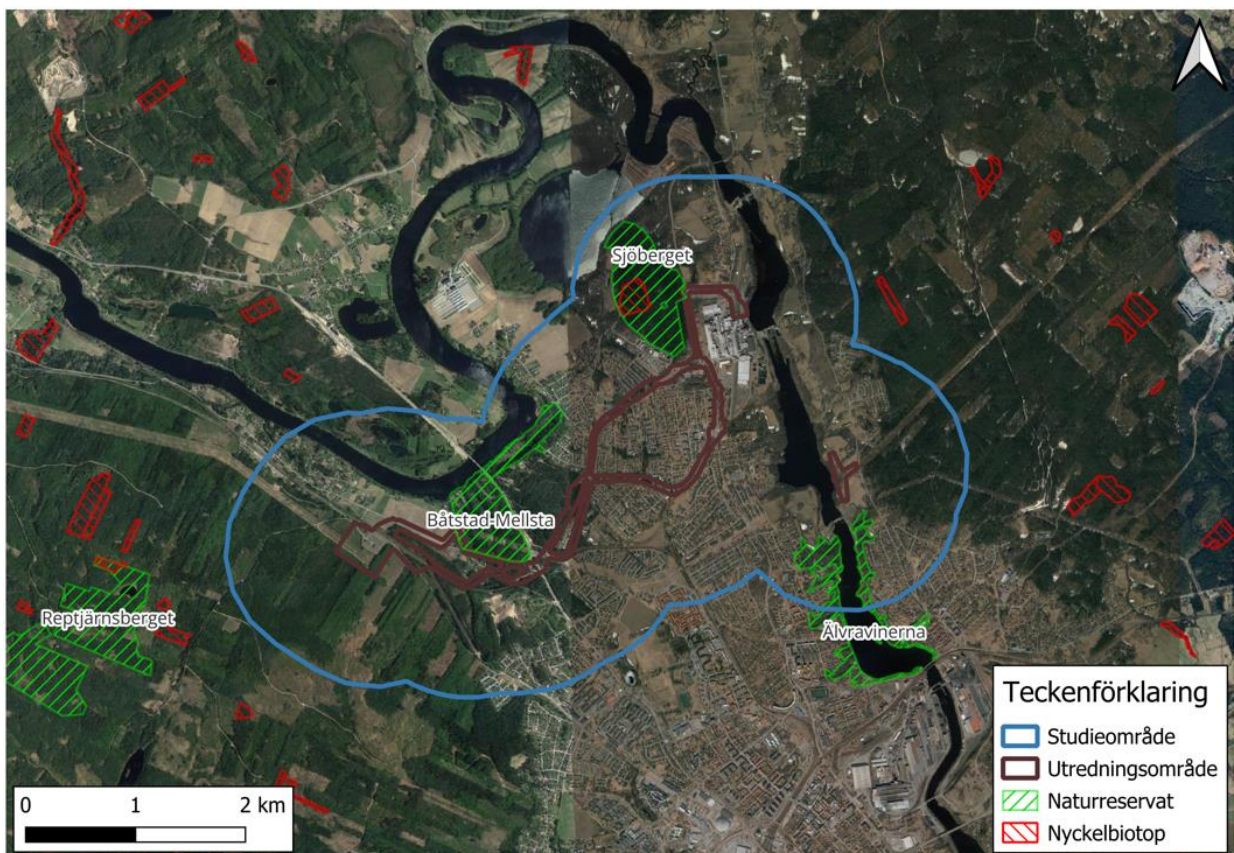 Sjöberget
Båtstad-Mellsta
Reptjärnsberget
Älvravinerna
Teckenförklaring
Studieområde
Utredningsområde
Naturreservat
Nyckelbiotop
0 1 2 km